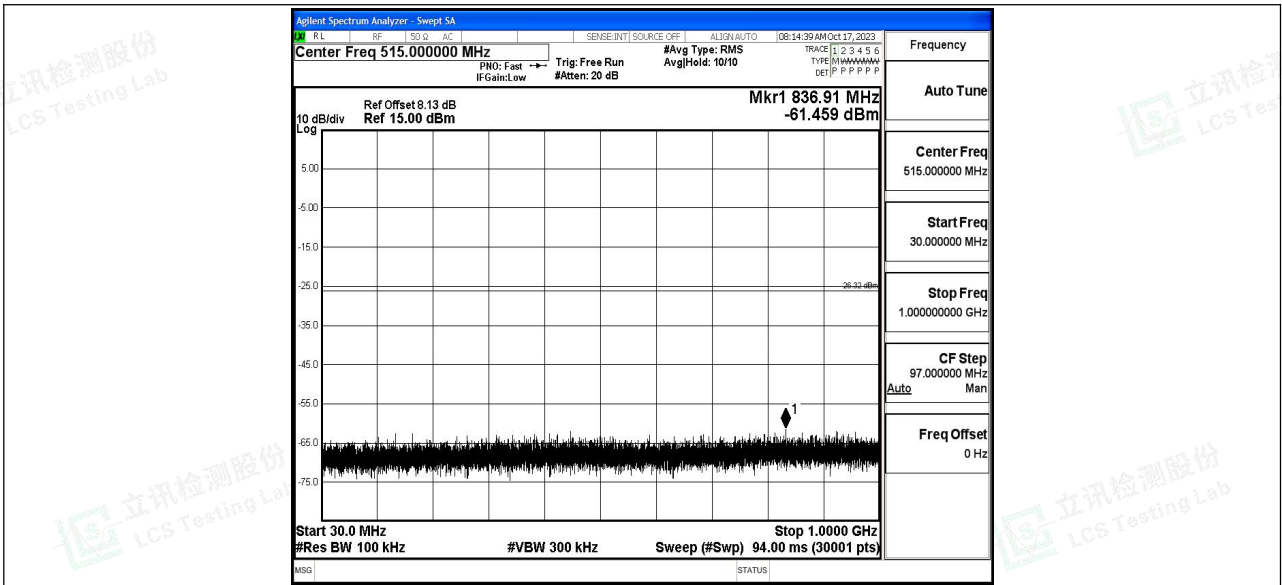 Agilent Spectrum Analyzer - Swept SA
LXI RL RF 50 Ω AC SENSE:INT SOURCE OFF ALIGN AUTO 08:14:39 AM Oct 17, 2023
Center Freq 515.000000 MHz
#Avg Type: RMS
TRACE 1 2 3 4 5 6
PNO: Fast
Trig: Free Run
Avg|Hold: 10/10
TYPE MWWWWW
IFGain:Low
#Atten: 20 dB
DET P P P P P P
Ref Offset 8.13 dB
Mkr1 836.91 MHz
10 dB/div
Ref 15.00 dBm
-61.459 dBm
Log
5.00
-5.00
-15.0
-25.0
-26.32 dBm
-35.0
-45.0
-55.0
1
-65.0
-75.0
Start 30.0 MHz
Stop 1.0000 GHz
#Res BW 100 kHz
#VBW 300 kHz
Sweep (#Swp) 94.00 ms (30001 pts)
MSG
STATUS
Frequency
Auto Tune
Center Freq
515.000000 MHz
Start Freq
30.000000 MHz
Stop Freq
1.000000000 GHz
CF Step
97.000000 MHz
Auto Man
Freq Offset
0 Hz
立讯检测股份
LCS Testing Lab
立讯检测股份
LCS Testing Lab
立讯检测股份
LCS Testing Lab